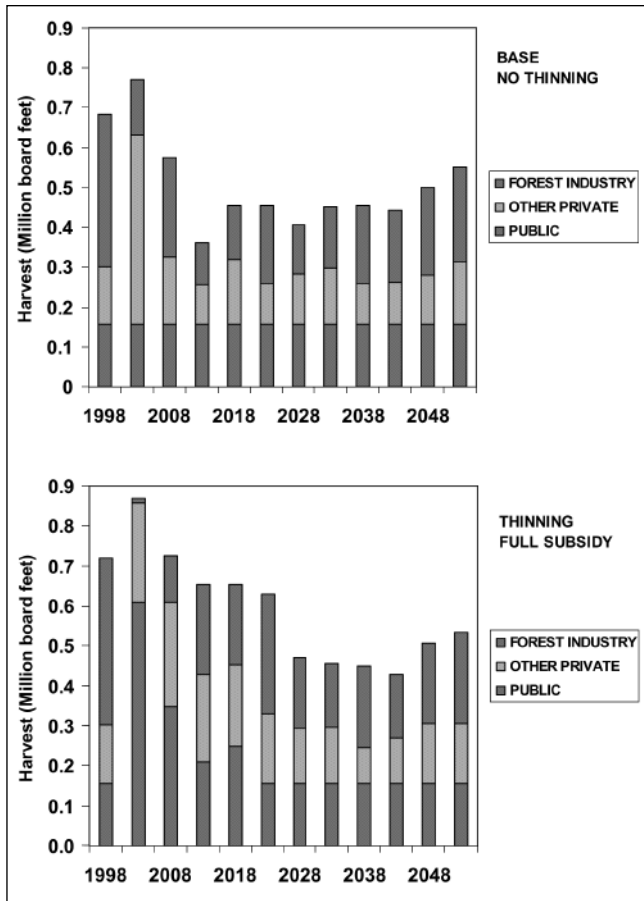 BASE
NO THINNING
Harvest (Million board feet)
0.9
0.8
0.7
0.6
0.5
0.4
0.3
0.2
0.1
0
1998 2008 2018 2028 2038 2048
FOREST INDUSTRY
OTHER PRIVATE
PUBLIC
THINNING
FULL SUBSIDY
Harvest (Million board feet)
0.9
0.8
0.7
0.6
0.5
0.4
0.3
0.2
0.1
0.0
1998 2008 2018 2028 2038 2048
FOREST INDUSTRY
OTHER PRIVATE
PUBLIC